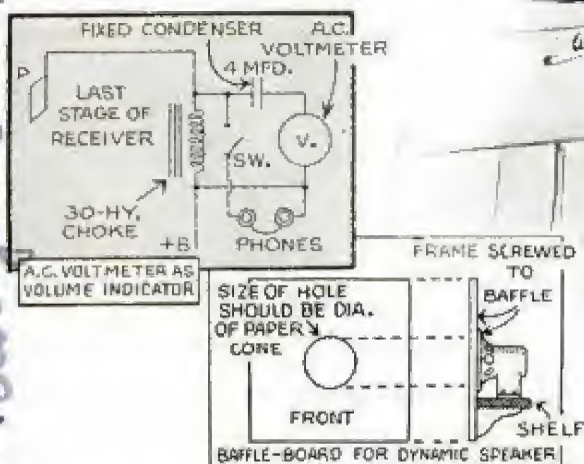 FIXED CONDENSER
A.C.
VOLTMETER
4 MFD.
P
LAST
STAGE OF
RECEIVER
V.
SW.
30-HY.
CHOKE
+B
PHONES
A.C. VOLTMETER AS
VOLUME INDICATOR
FRAME SCREWED
TO
BAFFLE
SIZE OF HOLE
SHOULD BE DIA.
OF PAPER
CONE
FRONT
SHELF
BAFFLE-BOARD FOR DYNAMIC SPEAKER